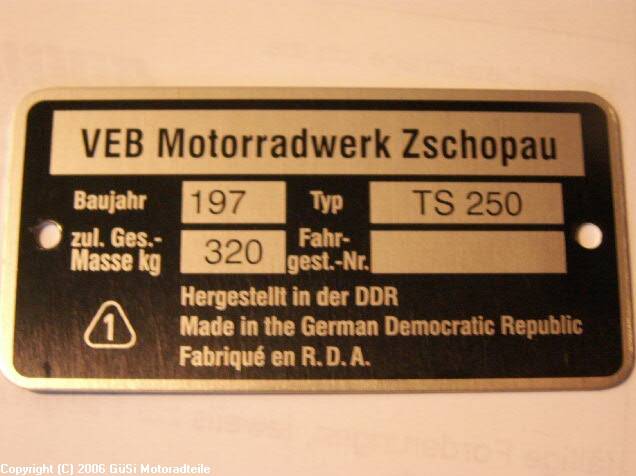 VEB Motorradwerk Zschopau
Baujahr 197 Typ TS 250
zul. Ges.-Masse kg 320 Fahr-gest.-Nr.
1
Hergestellt in der DDR
Made in the German Democratic Republic
Fabriqué en R.D.A.
Copyright (C) 2006 GüSi Motoradteile